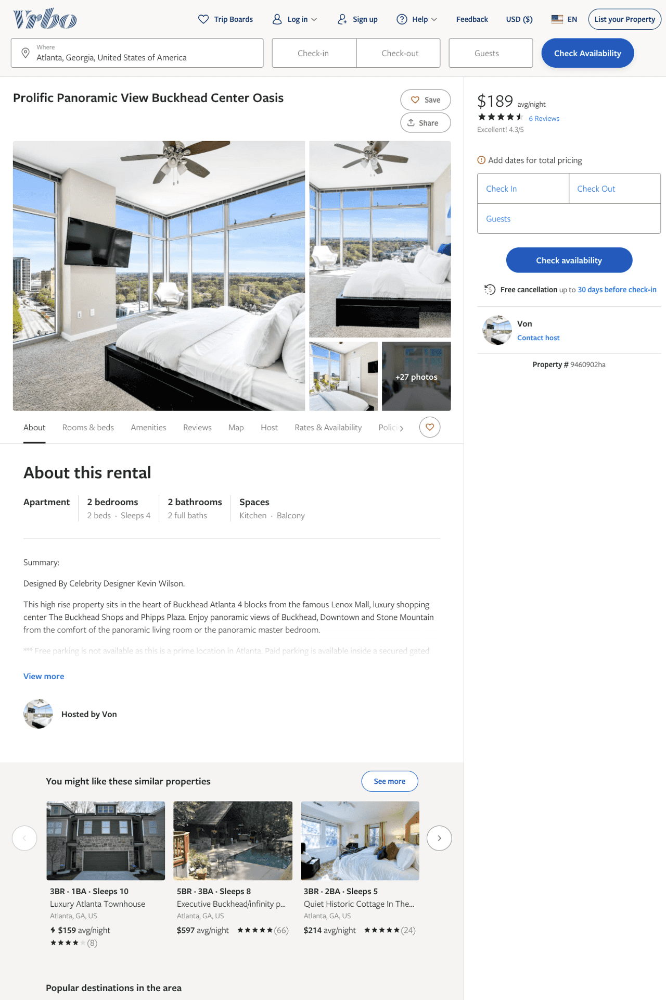 Vrbo
Trip Boards
Log in
Sign up
Help
Feedback
USD ($)
EN
List your Property
Where
Atlanta, Georgia, United States of America
Check-in
Check-out
Guests
Check Availability
Prolific Panoramic View Buckhead Center Oasis
Save
Share
+27 photos
$189 avg/night
6 Reviews
Excellent! 4.3/5
Add dates for total pricing
Check In
Check Out
Guests
Check availability
Free cancellation up to 30 days before check-in
Von
Contact host
Property # 9460902ha
About
Rooms & beds
Amenities
Reviews
Map
Host
Rates & Availability
About this rental
Apartment
2 bedrooms
2 beds · Sleeps 4
2 bathrooms
2 full baths
Spaces
Kitchen · Balcony
Summary:
Designed By Celebrity Designer Kevin Wilson.
This high rise property sits in the heart of Buckhead Atlanta 4 blocks from the famous Lenox Mall, luxury shopping
center The Buckhead Shops and Phipps Plaza. Enjoy panoramic views of Buckhead, Downtown and Stone Mountain
from the comfort of the panoramic living room or the panoramic master bedroom.
*** Free parking is not available as this is a prime location in Atlanta. Paid parking is available inside a secured gated
View more
Hosted by Von
You might like these similar properties
See more
3BR · 1BA · Sleeps 10
Luxury Atlanta Townhouse
Atlanta, GA, US
$159 avg/night
(8)
5BR · 3BA · Sleeps 8
Executive Buckhead/infinity p...
Atlanta, GA, US
$597 avg/night
(66)
3BR · 2BA · Sleeps 5
Quiet Historic Cottage In The...
Atlanta, GA, US
$214 avg/night
(24)
Popular destinations in the area